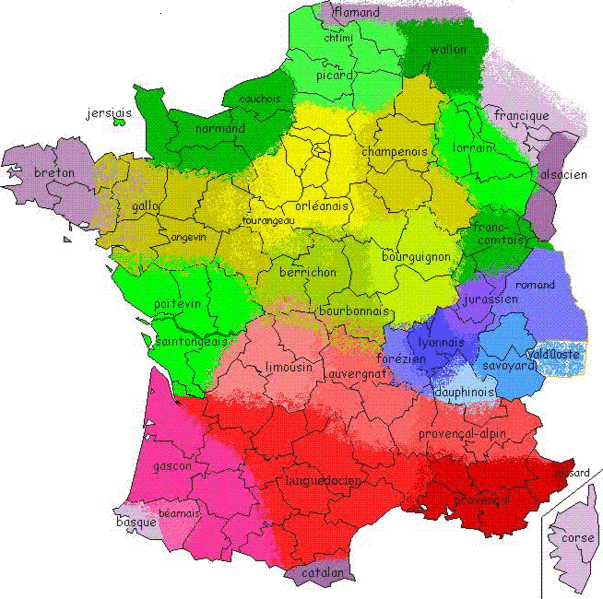 flamand
chtimi
wallon
picard
cauchois
jersiais
normand
francique
lorrain
champenois
breton
alsacien
gallo
orléanais
tourangeau
angevin
franc-
comtois
bourguignon
berrichon
romand
jurassien
poitevin
bourbonnais
saintongeais
lyonnais
forézien
valdôtaste
savoyard
limousin
auvergnat
dauphinois
provençal-alpin
gascon
languedocien
provençal
béarnais
basque
corse
catalan